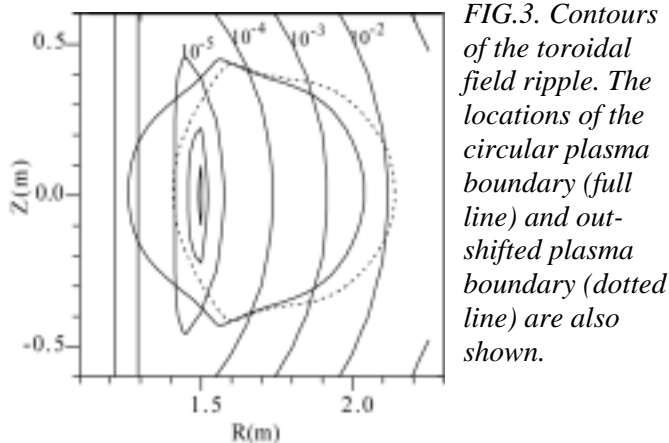 10⁻⁵ 10⁻⁴ 10⁻³ 10⁻²
0.5
0.0
-0.5
Z(m)
1.5 2.0
R(m)
FIG.3. Contours
of the toroidal
field ripple. The
locations of the
circular plasma
boundary (full
line) and out-
shifted plasma
boundary (dotted
line) are also
shown.